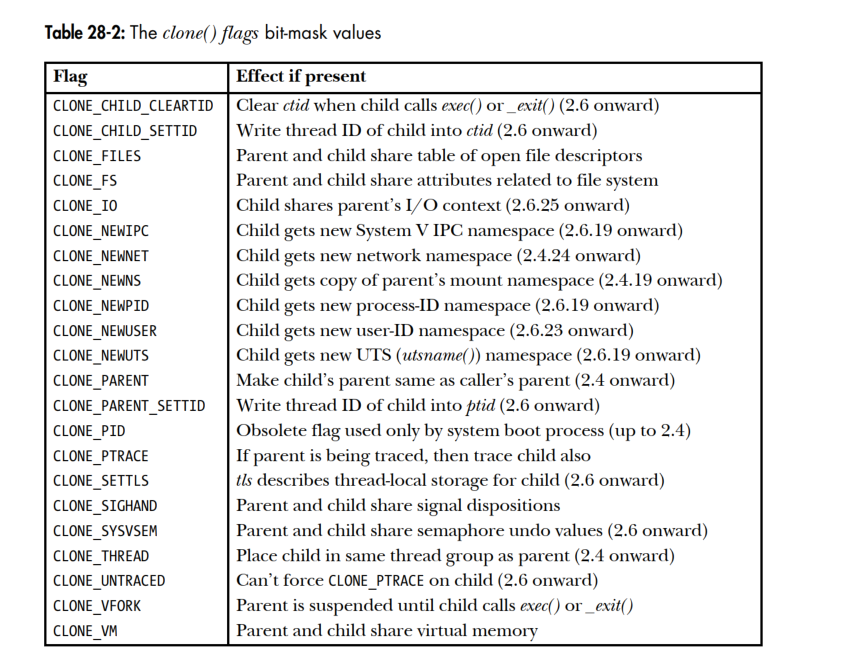 Table 28-2: The clone() flags bit-mask values
Flag Effect if present
CLONE_CHILD_CLEARTID Clear ctid when child calls exec() or _exit() (2.6 onward)
CLONE_CHILD_SETTID Write thread ID of child into ctid (2.6 onward)
CLONE_FILES Parent and child share table of open file descriptors
CLONE_FS Parent and child share attributes related to file system
CLONE_IO Child shares parent’s I/O context (2.6.25 onward)
CLONE_NEWIPC Child gets new System V IPC namespace (2.6.19 onward)
CLONE_NEWNET Child gets new network namespace (2.4.24 onward)
CLONE_NEWNS Child gets copy of parent’s mount namespace (2.4.19 onward)
CLONE_NEWPID Child gets new process-ID namespace (2.6.19 onward)
CLONE_NEWUSER Child gets new user-ID namespace (2.6.23 onward)
CLONE_NEWUTS Child gets new UTS (utsname()) namespace (2.6.19 onward)
CLONE_PARENT Make child’s parent same as caller’s parent (2.4 onward)
CLONE_PARENT_SETTID Write thread ID of child into ptid (2.6 onward)
CLONE_PID Obsolete flag used only by system boot process (up to 2.4)
CLONE_PTRACE If parent is being traced, then trace child also
CLONE_SETTLS tls describes thread-local storage for child (2.6 onward)
CLONE_SIGHAND Parent and child share signal dispositions
CLONE_SYSVSEM Parent and child share semaphore undo values (2.6 onward)
CLONE_THREAD Place child in same thread group as parent (2.4 onward)
CLONE_UNTRACED Can’t force CLONE_PTRACE on child (2.6 onward)
CLONE_VFORK Parent is suspended until child calls exec() or _exit()
CLONE_VM Parent and child share virtual memory